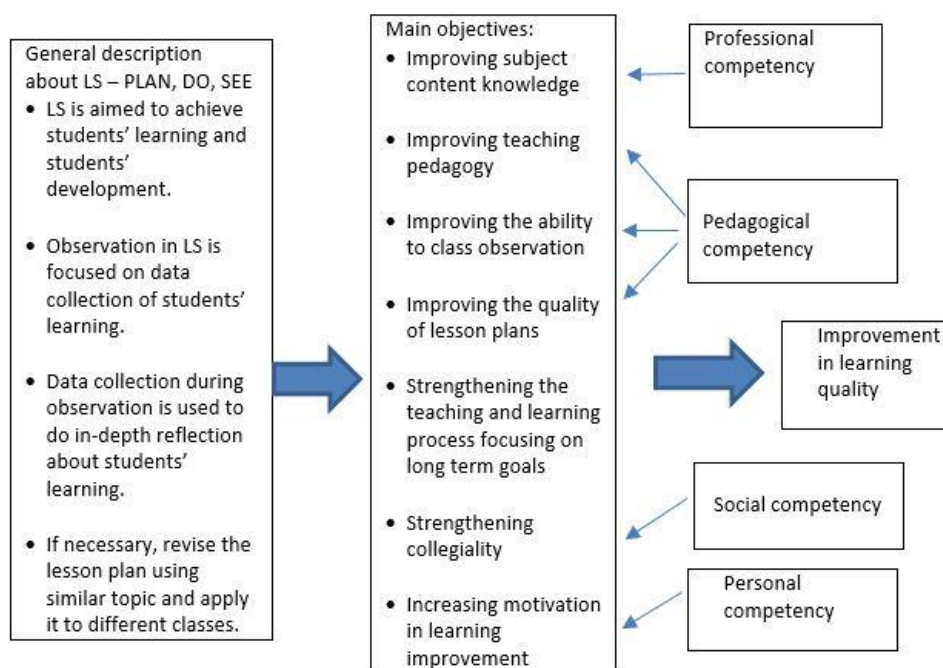 General description
about LS – PLAN, DO, SEE
• LS is aimed to achieve
students’ learning and
students’
development.
• Observation in LS is
focused on data
collection of students’
learning.
• Data collection during
observation is used to
do in-depth reflection
about students’
learning.
• If necessary, revise the
lesson plan using
similar topic and apply
it to different classes.
Main objectives:
• Improving subject
content knowledge
• Improving teaching
pedagogy
• Improving the ability
to class observation
• Improving the quality
of lesson plans
• Strengthening the
teaching and learning
process focusing on
long term goals
• Strengthening
collegiality
• Increasing motivation
in learning
improvement
Professional
competency
Pedagogical
competency
Improvement
in learning
quality
Social competency
Personal
competency